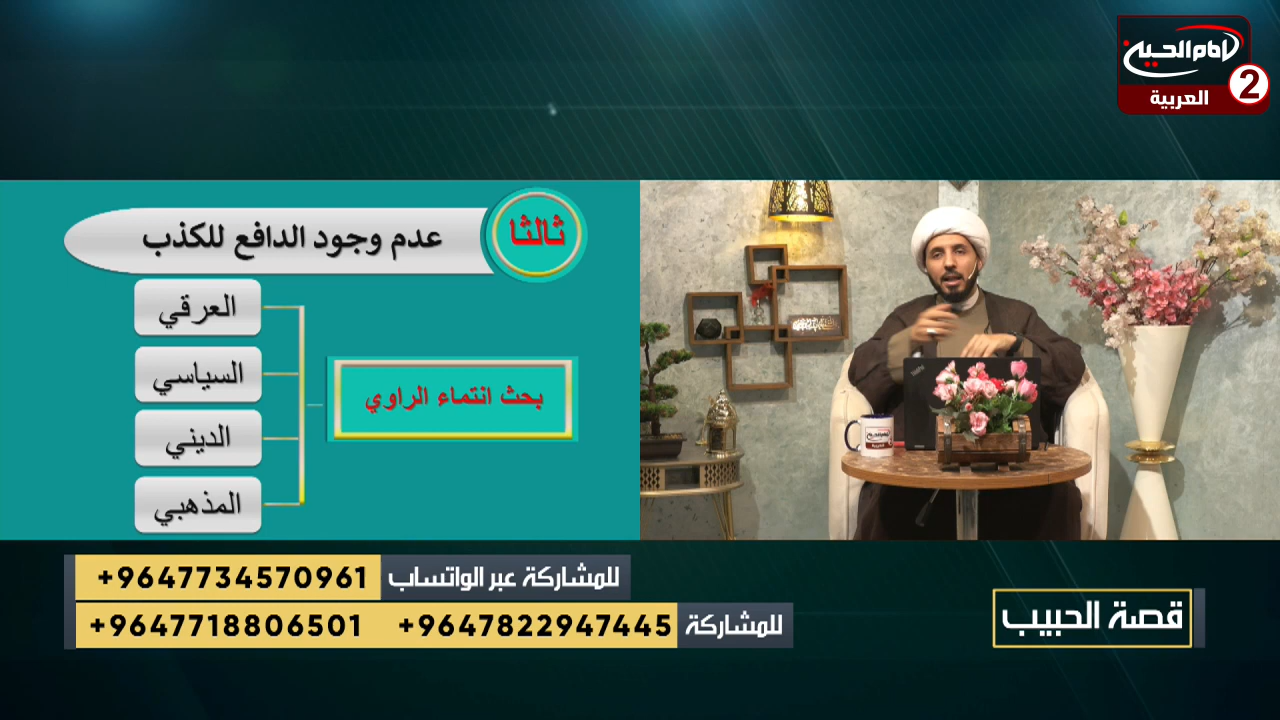 إمام الحسين
2
العربية
ثالثا
عدم وجود الدافع للكذب
بحث انتماء الراوي
العرقي
السياسي
الديني
المذهبي
للمشاركة عبر الواتساب +9647734570961
للمشاركة +9647822947445 +9647718806501
قصة الحبيب